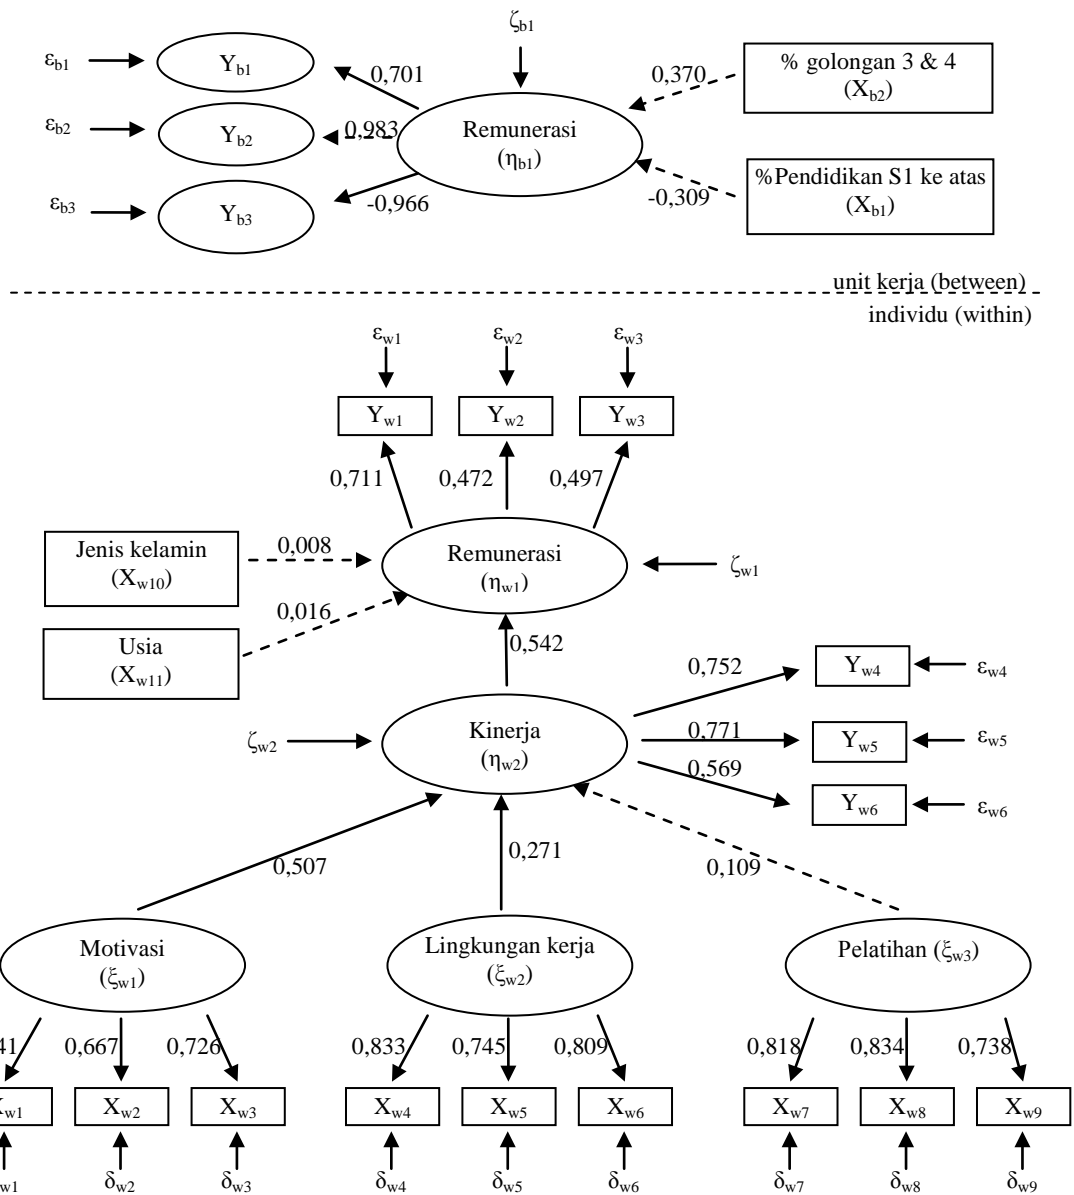 ζb1
εb1
Yb1
0,701
0,370
% golongan 3 & 4
(Xb2)
εb2
Yb2
0,983
Remunerasi
(ηb1)
εb3
Yb3
-0,966
-0,309
%Pendidikan S1 ke atas
(Xb1)
unit kerja (between)
individu (within)
εw1
εw2
εw3
Yw1
Yw2
Yw3
0,711
0,472
0,497
Jenis kelamin
(Xw10)
0,008
Remunerasi
(ηw1)
ζw1
0,016
Usia
(Xw11)
0,542
0,752
Yw4
εw4
ζw2
Kinerja
(ηw2)
0,771
Yw5
εw5
0,569
Yw6
εw6
0,507
0,271
0,109
Motivasi
(ξw1)
Lingkungan kerja
(ξw2)
Pelatihan (ξw3)
41
0,667
0,726
0,833
0,745
0,809
0,818
0,834
0,738
Xw1
Xw2
Xw3
Xw4
Xw5
Xw6
Xw7
Xw8
Xw9
w1
δw2
δw3
δw4
δw5
δw6
δw7
δw8
δw9